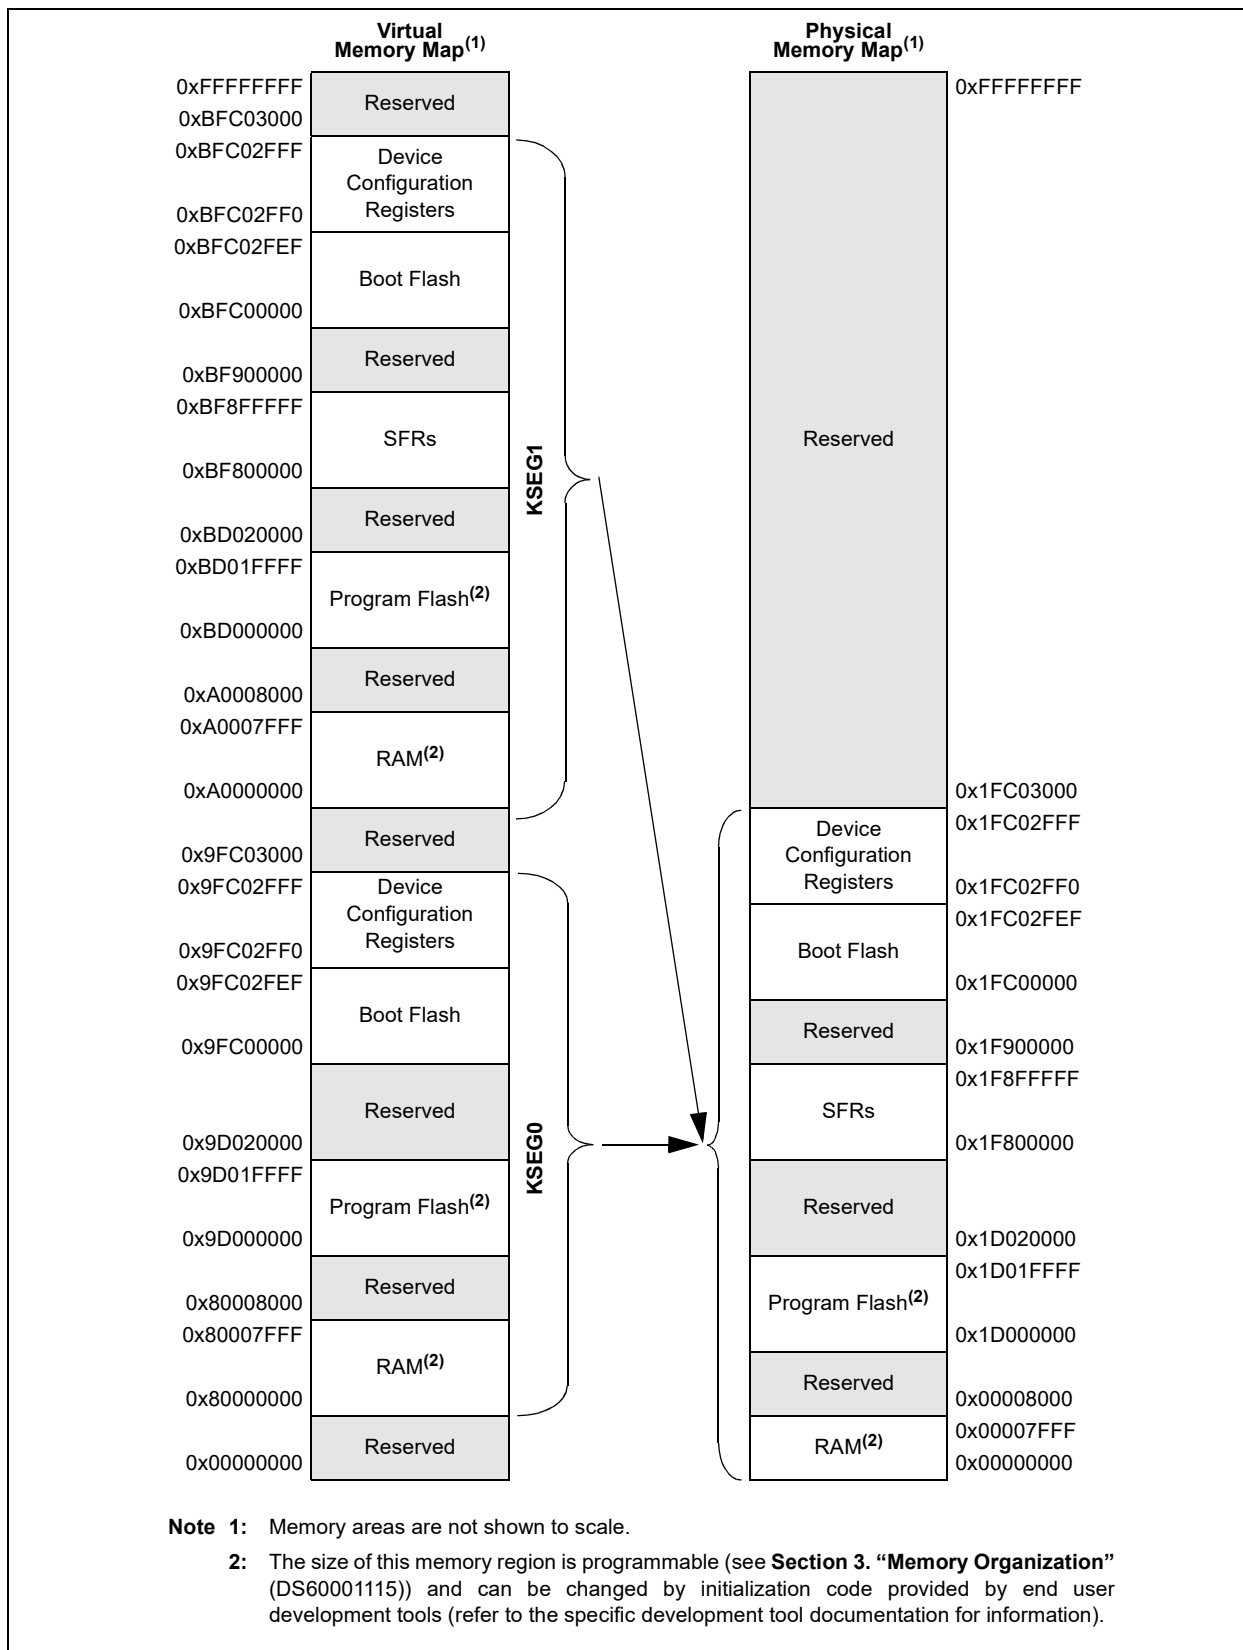 Virtual
Memory Map(1)
0xFFFFFFFF
Reserved
0xBFC03000
0xBFC02FFF
Device
Configuration
Registers
0xBFC02FF0
0xBFC02FEF
Boot Flash
0xBFC00000
Reserved
0xBF900000
0xBF8FFFFF
SFRs
0xBF800000
Reserved
0xBD020000
0xBD01FFFF
Program Flash(2)
0xBD000000
Reserved
0xA0008000
0xA0007FFF
RAM(2)
0xA0000000
Reserved
0x9FC03000
0x9FC02FFF
Device
Configuration
Registers
0x9FC02FF0
0x9FC02FEF
Boot Flash
0x9FC00000
Reserved
0x9D020000
0x9D01FFFF
Program Flash(2)
0x9D000000
Reserved
0x80008000
0x80007FFF
RAM(2)
0x80000000
Reserved
0x00000000
KSEG1
KSEG0
Physical
Memory Map(1)
0xFFFFFFFF
Reserved
0x1FC03000
0x1FC02FFF
Device
Configuration
Registers
0x1FC02FF0
0x1FC02FEF
Boot Flash
0x1FC00000
Reserved
0x1F900000
0x1F8FFFFF
SFRs
0x1F800000
Reserved
0x1D020000
0x1D01FFFF
Program Flash(2)
0x1D000000
Reserved
0x00008000
0x00007FFF
RAM(2)
0x00000000
Note 1: Memory areas are not shown to scale.
2: The size of this memory region is programmable (see Section 3. “Memory Organization”
(DS60001115)) and can be changed by initialization code provided by end user
development tools (refer to the specific development tool documentation for information).